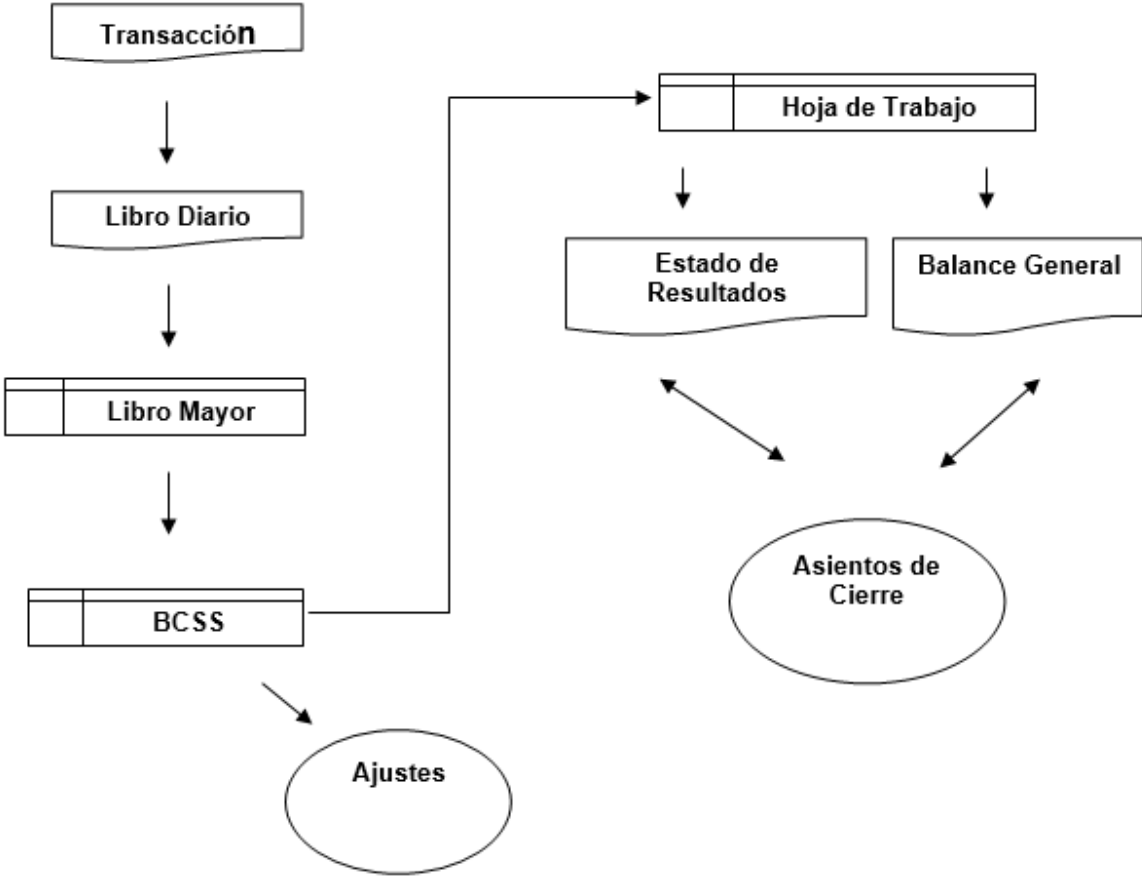 Transacción
Libro Diario
Libro Mayor
BCSS
Ajustes
Hoja de Trabajo
Estado de
Resultados
Balance General
Asientos de
Cierre